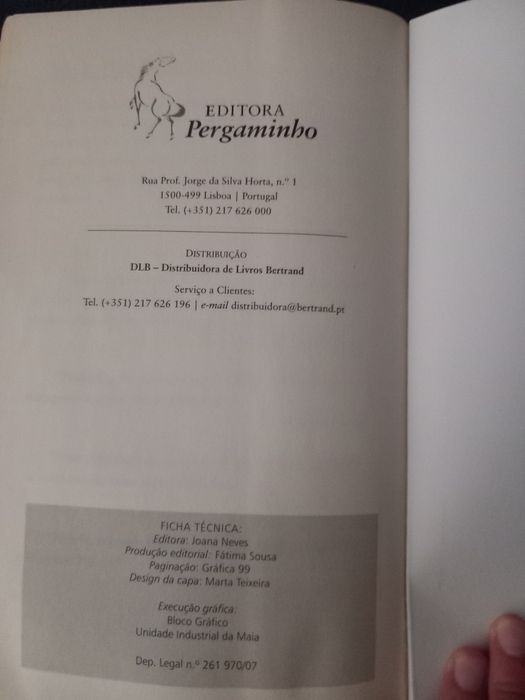 EDITORA
Pergaminho
Rua Prof. Jorge da Silva Horta, n.º 1
1500-499 Lisboa | Portugal
Tel. (+351) 217 626 000
DISTRIBUIÇÃO
DLB – Distribuidora de Livros Bertrand
Serviço a Clientes:
Tel. (+351) 217 626 196 | e-mail distribuidora@bertrand.pt
FICHA TÉCNICA:
Editora: Joana Neves
Produção editorial: Fátima Sousa
Paginação: Gráfica 99
Design da capa: Marta Teixeira
Execução gráfica:
Bloco Gráfico
Unidade Industrial da Maia
Dep. Legal n.º 261 970/07